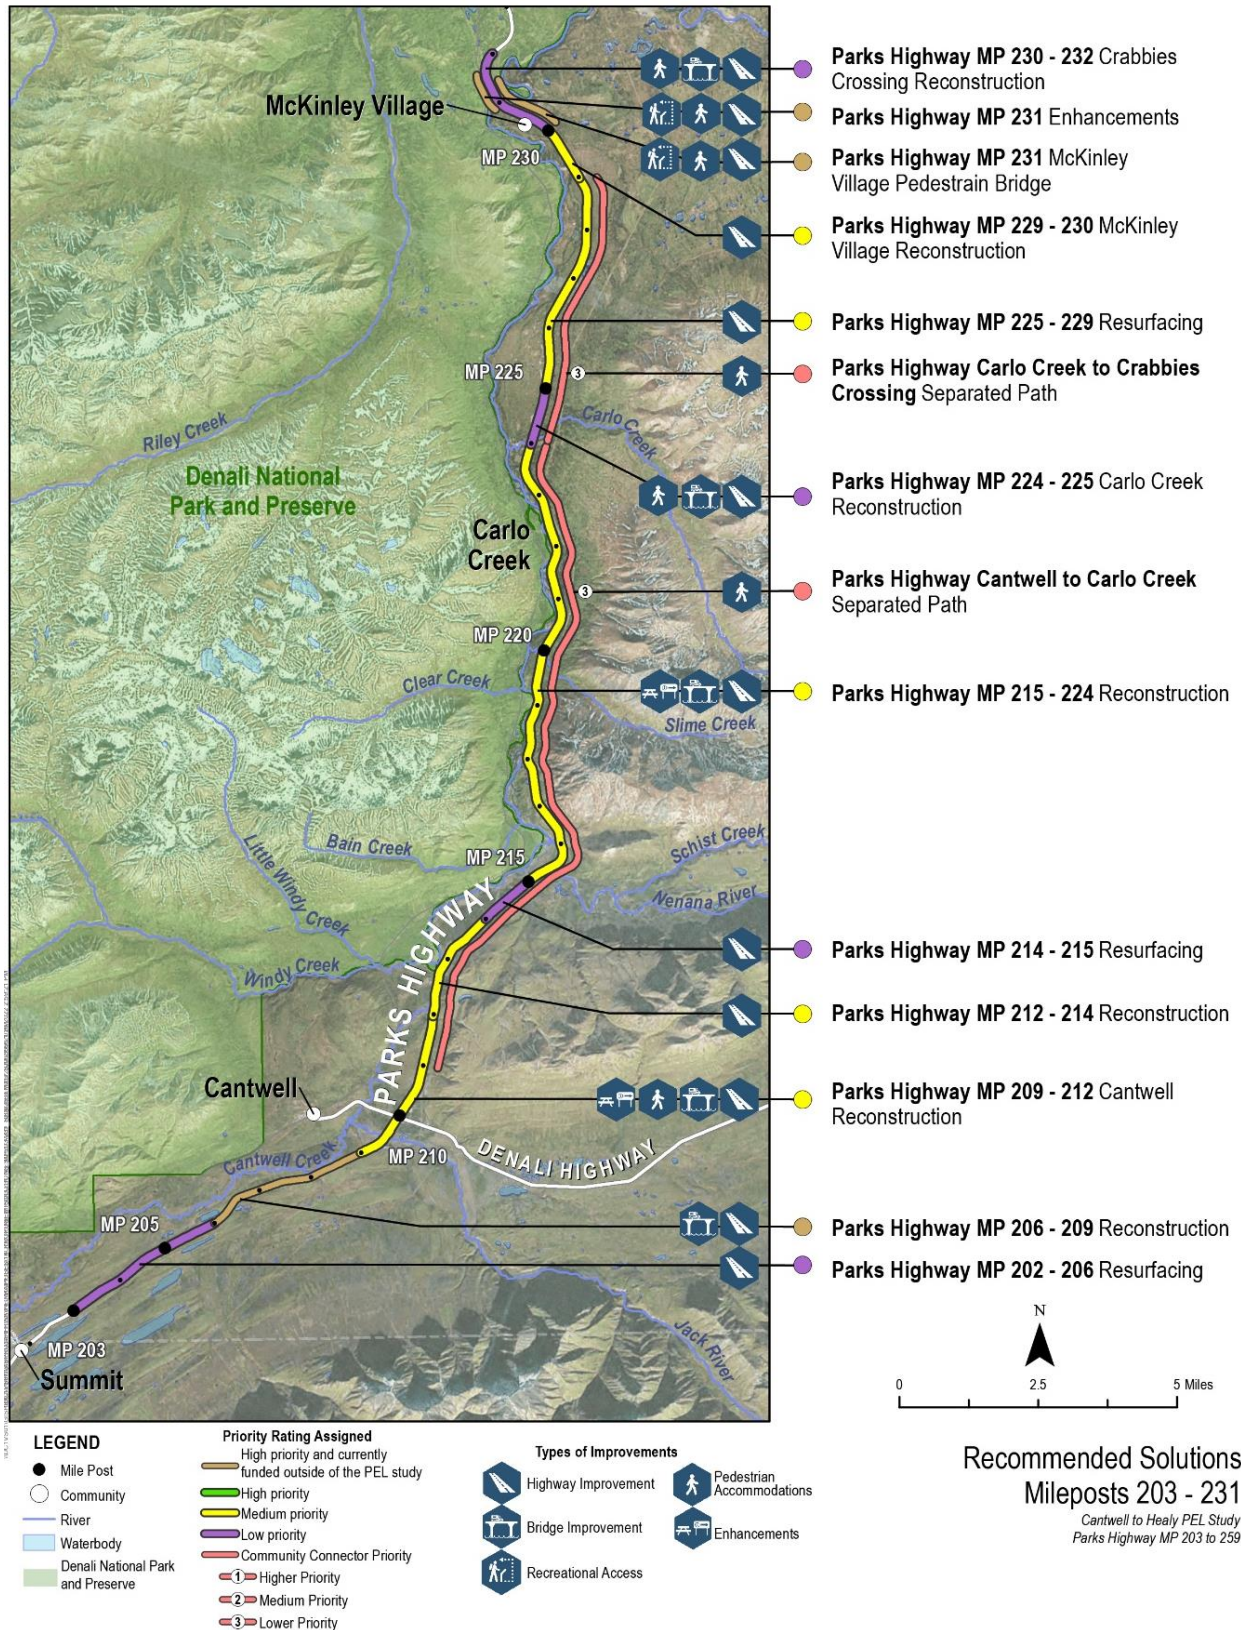 Parks Highway MP 230 - 232 Crabbies
Crossing Reconstruction
Parks Highway MP 231 Enhancements
Parks Highway MP 231 McKinley
Village Pedestrain Bridge
Parks Highway MP 229 - 230 McKinley
Village Reconstruction
Parks Highway MP 225 - 229 Resurfacing
Parks Highway Carlo Creek to Crabbies
Crossing Separated Path
Parks Highway MP 224 - 225 Carlo Creek
Reconstruction
Parks Highway Cantwell to Carlo Creek
Separated Path
Parks Highway MP 215 - 224 Reconstruction
Parks Highway MP 214 - 215 Resurfacing
Parks Highway MP 212 - 214 Reconstruction
Parks Highway MP 209 - 212 Cantwell
Reconstruction
Parks Highway MP 206 - 209 Reconstruction
Parks Highway MP 202 - 206 Resurfacing
McKinley Village
MP 230
MP 225
3
Carlo Creek
Riley Creek
Denali National
Park and Preserve
Carlo
Creek
3
MP 220
Clear Creek
Slime Creek
Bain Creek
MP 215
Schist Creek
Little Windy Creek
Nenana River
PARKS HIGHWAY
Windy Creek
Cantwell
DENALI HIGHWAY
Cantwell Creek
MP 210
MP 205
MP 203
Summit
Jack River
N
0 2.5 5 Miles
LEGEND
Mile Post
Community
River
Waterbody
Denali National Park
and Preserve
Priority Rating Assigned
High priority and currently
funded outside of the PEL study
High priority
Medium priority
Low priority
Community Connector Priority
1 Higher Priority
2 Medium Priority
3 Lower Priority
Types of Improvements
Highway Improvement
Bridge Improvement
Recreational Access
Pedestrian
Accommodations
Enhancements
Recommended Solutions
Mileposts 203 - 231
Cantwell to Healy PEL Study
Parks Highway MP 203 to 259